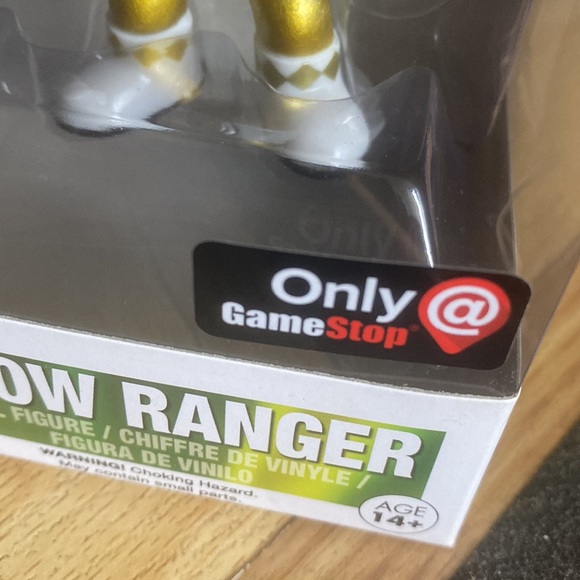 Only @
GameStop®
OW RANGER
FIGURE / CHIFFRE DE VINYLE /
FIGURA DE VINILO
WARNING! Choking Hazard.
May contain small parts.
AGE
14+